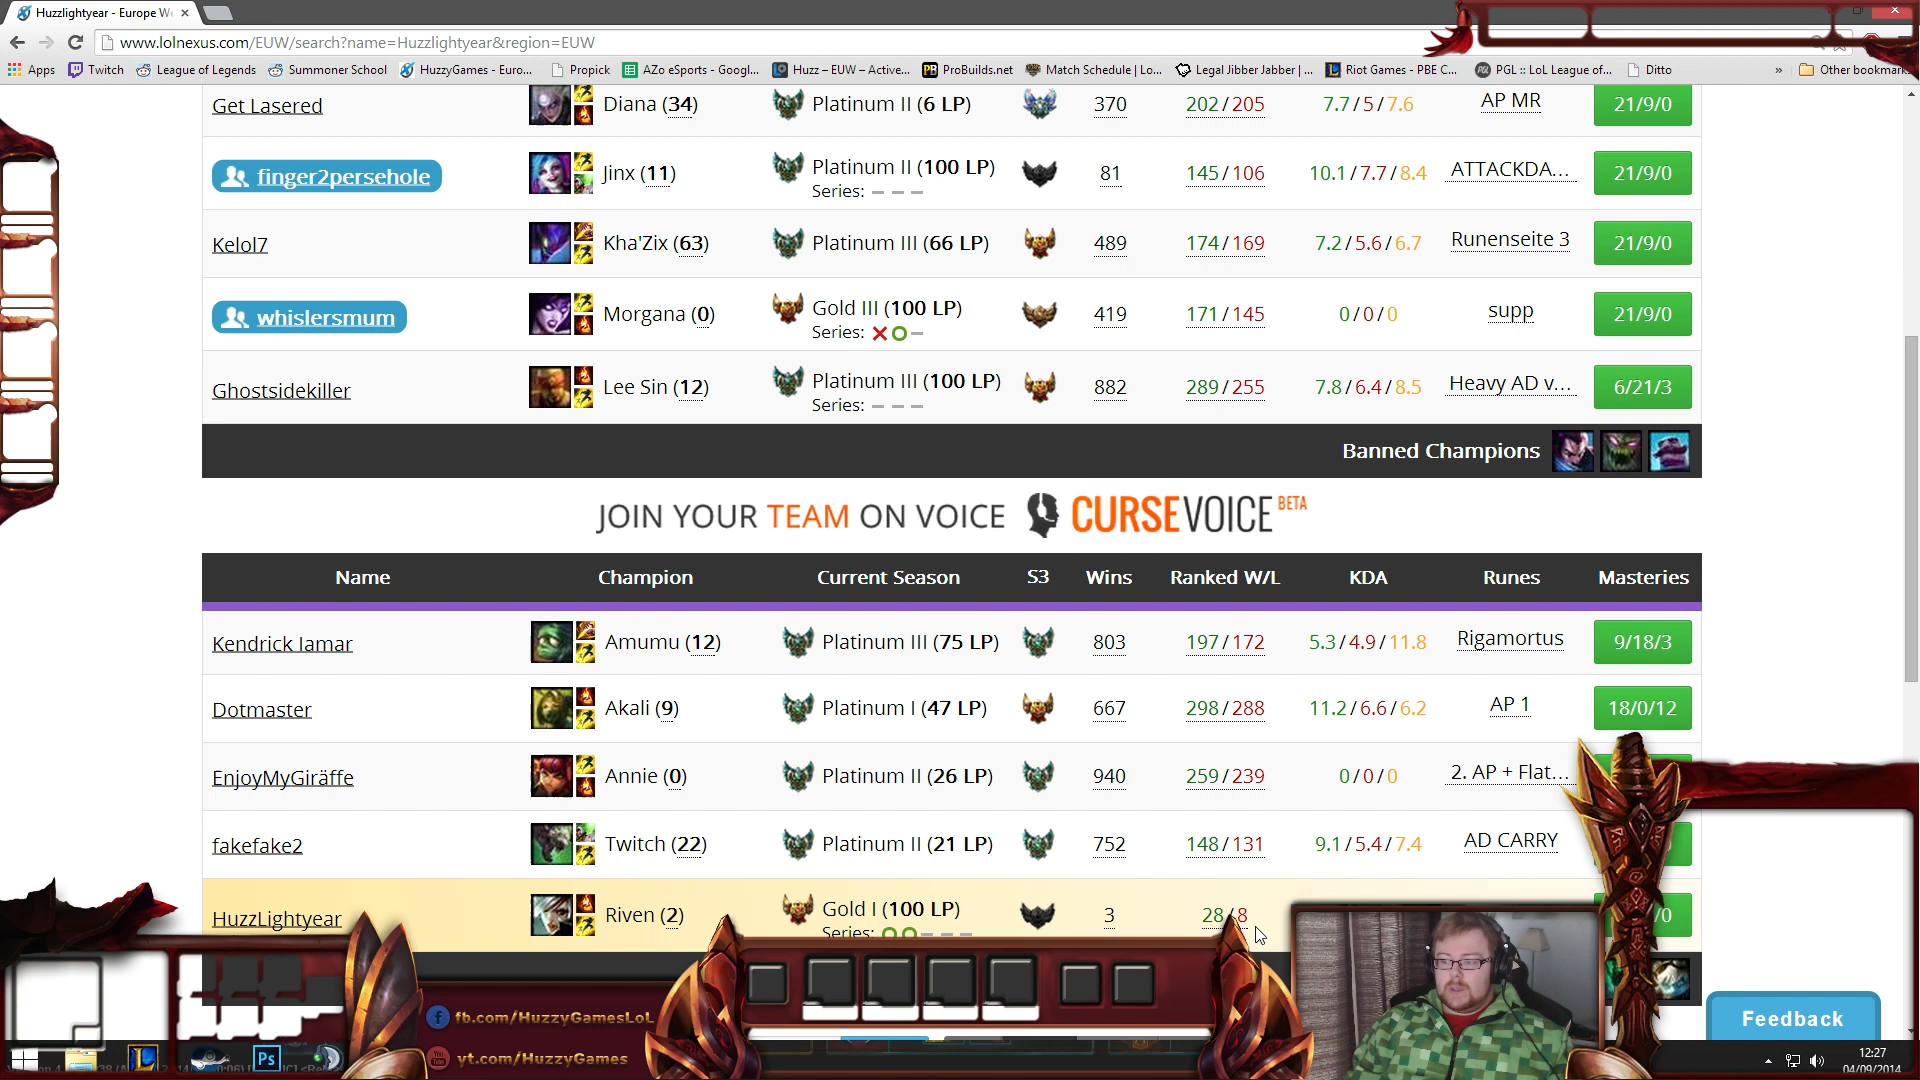 Huzzlightyear - Europe We
www.lolnexus.com/EUW/search?name=Huzzlightyear&region=EUW
Apps Twitch League of Legends Summoner School HuzzyGames - Euro... Propick AZo eSports - Googl... Huzz – EUW – Active... ProBuilds.net Match Schedule | Lo... Legal Jibber Jabber | ... Riot Games - PBE C... PGL :: LoL League of... Ditto » Other bookmarks
Get Lasered Diana (34) Platinum II (6 LP) 370 202 / 205 7.7 / 5 / 7.6 AP MR 21/9/0
finger2persehole Jinx (11) Platinum II (100 LP) 81 145 / 106 10.1 / 7.7 / 8.4 ATTACKDA... 21/9/0
Series: – – –
Kelol7 Kha'Zix (63) Platinum III (66 LP) 489 174 / 169 7.2 / 5.6 / 6.7 Runenseite 3 21/9/0
whislersmum Morgana (0) Gold III (100 LP) 419 171 / 145 0 / 0 / 0 supp 21/9/0
Series:
Ghostsidekiller Lee Sin (12) Platinum III (100 LP) 882 289 / 255 7.8 / 6.4 / 8.5 Heavy AD v... 6/21/3
Series: – – –
Banned Champions
JOIN YOUR TEAM ON VOICE CURSEVOICE BETA
Name Champion Current Season S3 Wins Ranked W/L KDA Runes Masteries
Kendrick lamar Amumu (12) Platinum III (75 LP) 803 197 / 172 5.3 / 4.9 / 11.8 Rigamortus 9/18/3
Dotmaster Akali (9) Platinum I (47 LP) 667 298 / 288 11.2 / 6.6 / 6.2 AP 1 18/0/12
EnjoyMyGiräffe Annie (0) Platinum II (26 LP) 940 259 / 239 0 / 0 / 0 2. AP + Flat...
fakefake2 Twitch (22) Platinum II (21 LP) 752 148 / 131 9.1 / 5.4 / 7.4 AD CARRY
HuzzLightyear Riven (2) Gold I (100 LP) 3 28 / 8 /0
Series:
fb.com/HuzzyGamesLoL
yt.com/HuzzyGames
Feedback
Ps
12:27
04/09/2014